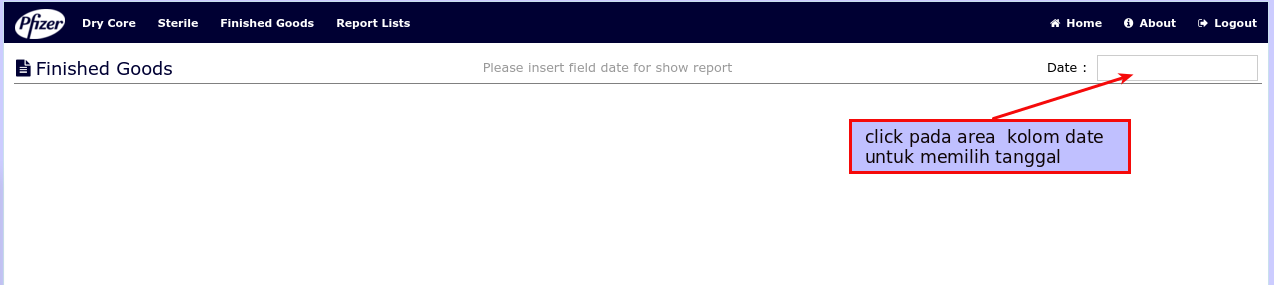 Pfizer Dry Core Sterile Finished Goods Report Lists Home About Logout
Finished Goods Please insert field date for show report Date :
click pada area kolom date
untuk memilih tanggal